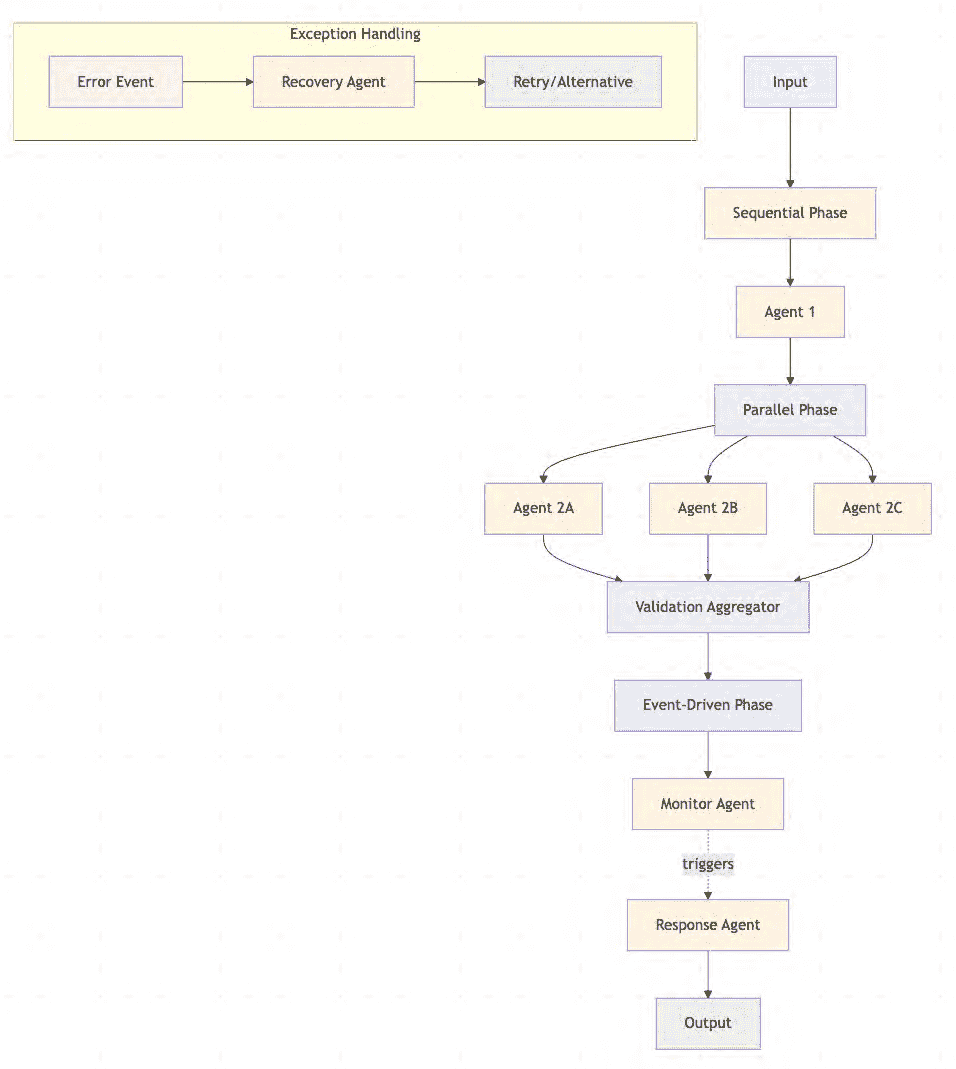 Exception Handling
Error Event
Recovery Agent
Retry/Alternative
Input
Sequential Phase
Agent 1
Parallel Phase
Agent 2A
Agent 2B
Agent 2C
Validation Aggregator
Event-Driven Phase
Monitor Agent
triggers
Response Agent
Output